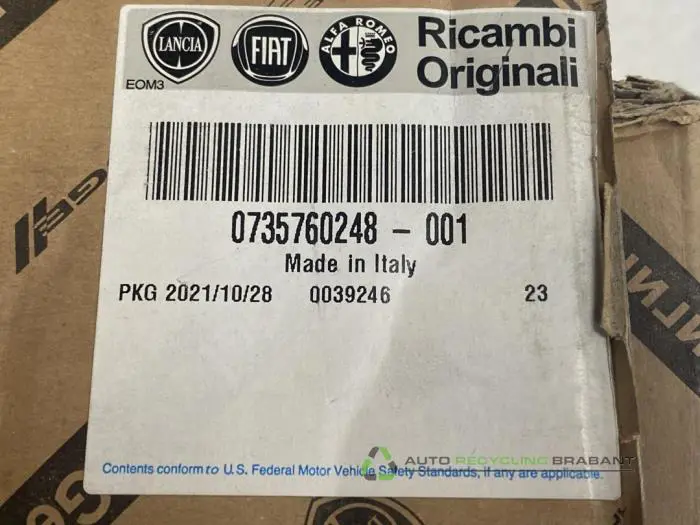 LANCIA FIAT ALFA ROMEO Ricambi
Originali
EOM3
0735760248 - 001
Made in Italy
PKG 2021/10/28 0039246 23
AUTO RECYCLING BRABANT
Contents conform to U.S. Federal Motor Vehicle Safety Standards, if any are applicable.